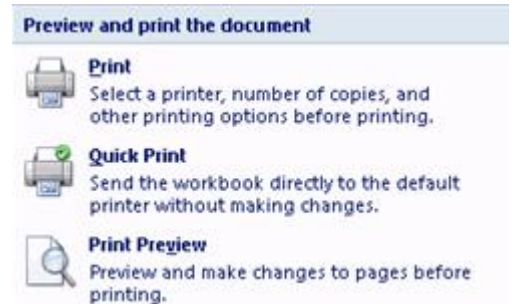 Preview and print the document
Print
Select a printer, number of copies, and
other printing options before printing.
Quick Print
Send the workbook directly to the default
printer without making changes.
Print Preview
Preview and make changes to pages before
printing.